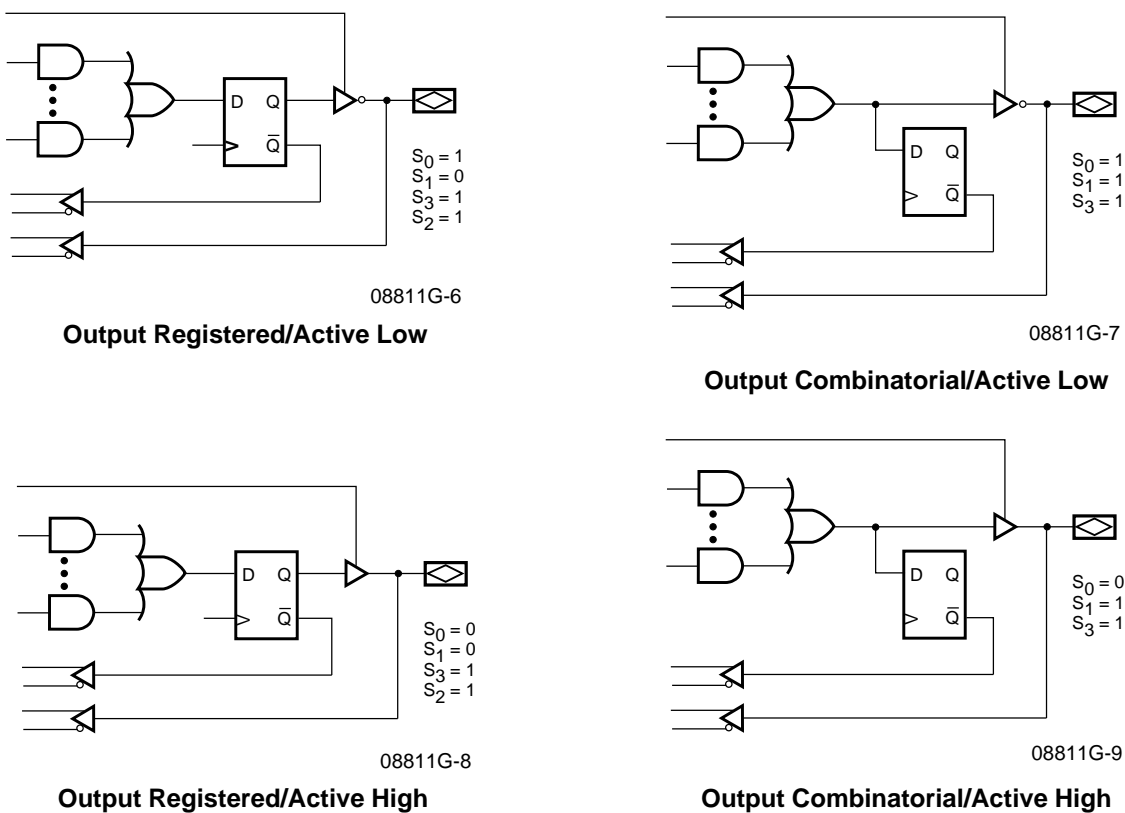 D Q
Q̅
S0 = 1
S1 = 0
S3 = 1
S2 = 1
08811G-6
Output Registered/Active Low
D Q
Q̅
S0 = 1
S1 = 1
S3 = 1
08811G-7
Output Combinatorial/Active Low
D Q
Q̅
S0 = 0
S1 = 0
S3 = 1
S2 = 1
08811G-8
Output Registered/Active High
D Q
Q̅
S0 = 0
S1 = 1
S3 = 1
08811G-9
Output Combinatorial/Active High